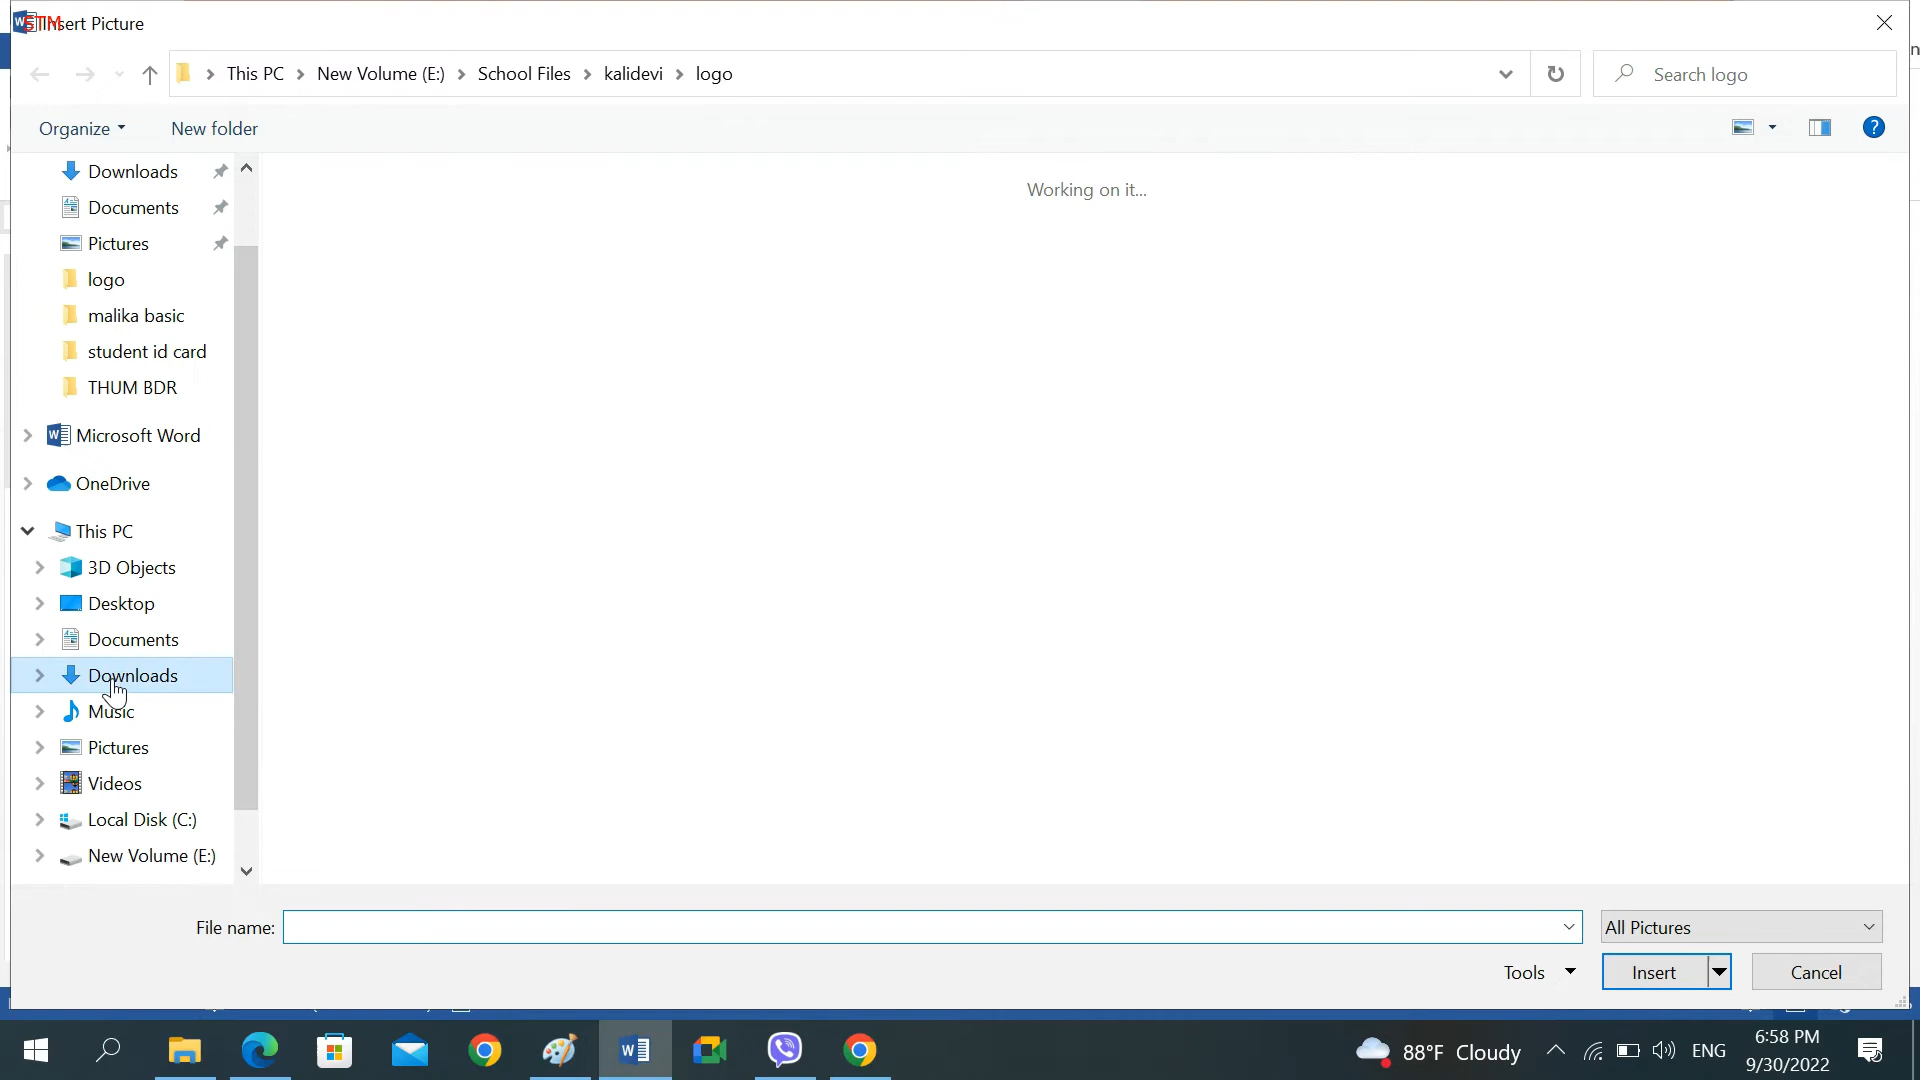 STM
Insert Picture
This PC > New Volume (E:) > School Files > kalidevi > logo
Search logo
Organize
New folder
Downloads
Documents
Pictures
logo
malika basic
student id card
THUM BDR
Microsoft Word
OneDrive
This PC
3D Objects
Desktop
Documents
Downloads
Music
Pictures
Videos
Local Disk (C:)
New Volume (E:)
Working on it...
File name:
All Pictures
Tools
Insert
Cancel
88°F Cloudy
ENG
6:58 PM
9/30/2022